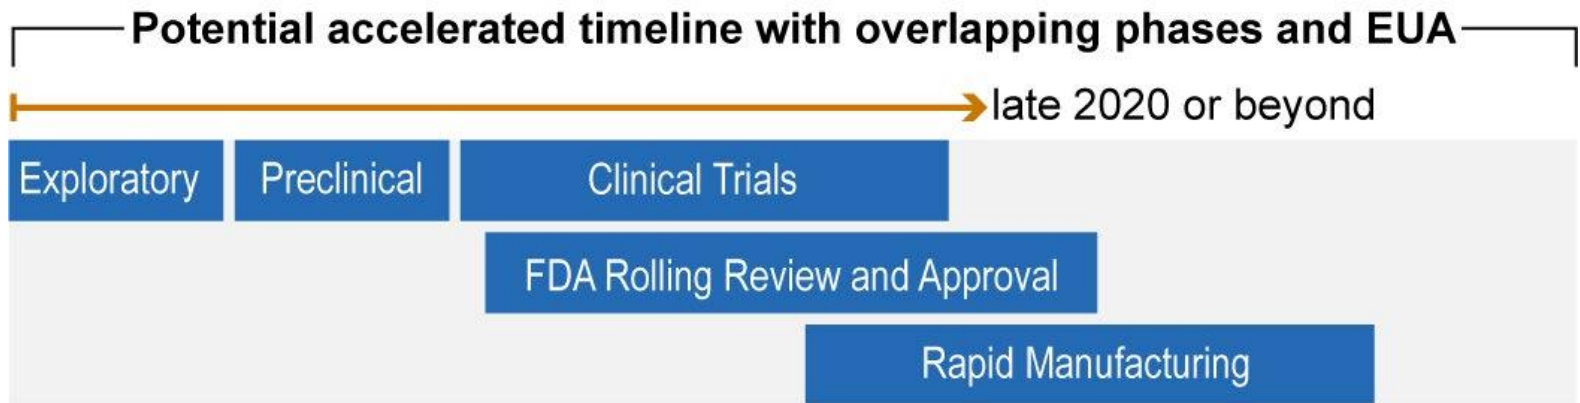 Potential accelerated timeline with overlapping phases and EUA
late 2020 or beyond
Exploratory
Preclinical
Clinical Trials
FDA Rolling Review and Approval
Rapid Manufacturing